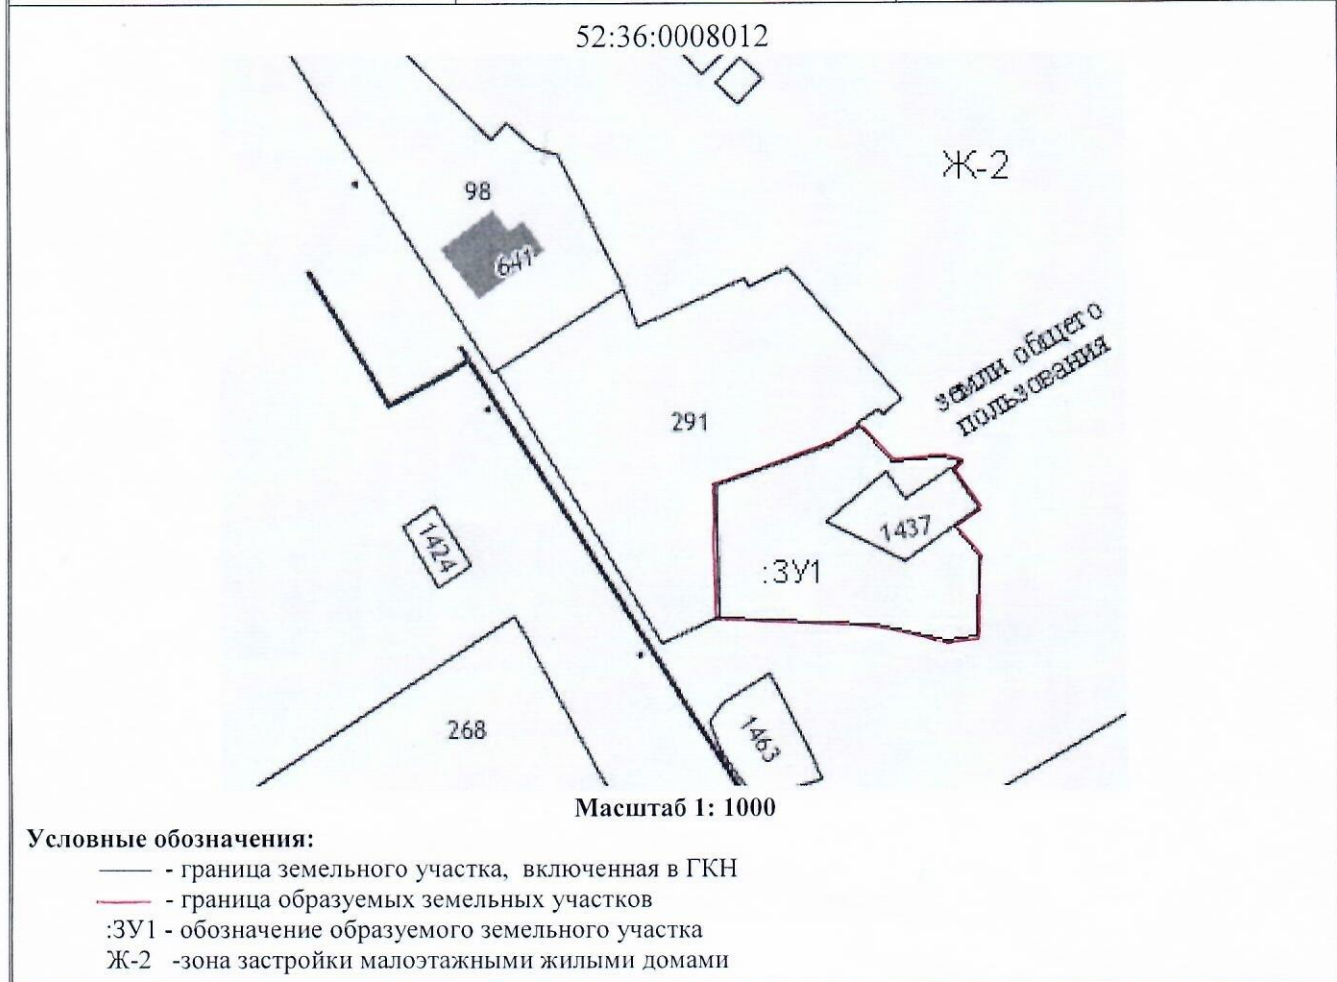 52:36:0008012
Ж-2
98
641
земли общего
пользования
291
1437
1424
:ЗУ1
268
1463
Масштаб 1: 1000
Условные обозначения:
- граница земельного участка, включенная в ГКН
- граница образуемых земельных участков
:ЗУ1 - обозначение образуемого земельного участка
Ж-2 -зона застройки малоэтажными жилыми домами